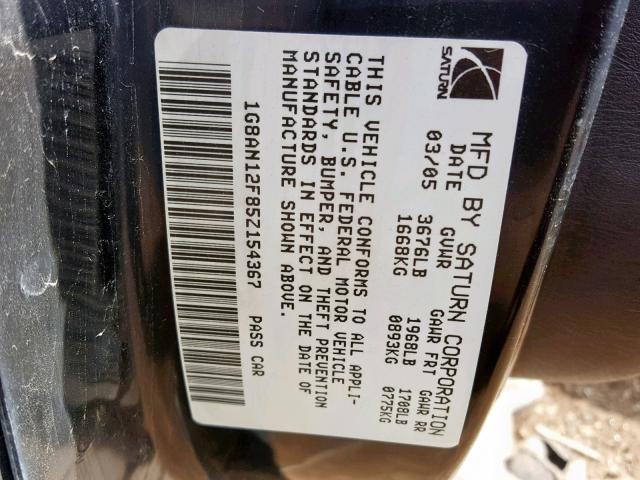 SATURN
MFD BY SATURN CORPORATION
DATE GVWR GAWR FRT GAWR RR
03/05 3676LB 1968LB 1708LB
1668KG 0893KG 0775KG
THIS VEHICLE CONFORMS TO ALL APPLI-
CABLE U.S. FEDERAL MOTOR VEHICLE
SAFETY, BUMPER, AND THEFT PREVENTION
STANDARDS IN EFFECT ON THE DATE OF
MANUFACTURE SHOWN ABOVE.
1G8AN12F85Z154367 PASS CAR